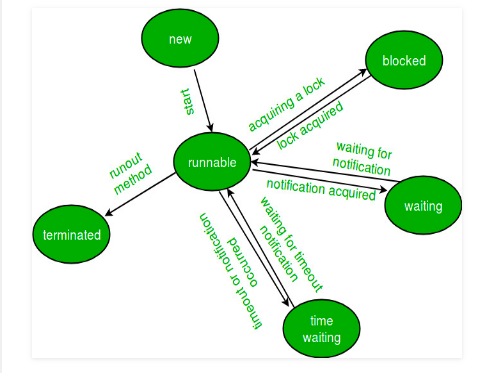 new
blocked
start
acquiring a lock
lock acquired
waiting for
notification
runnable
notification acquired
runout
method
waiting
terminated
timeout or notification
occurred
waiting for timeout
notification
time
waiting